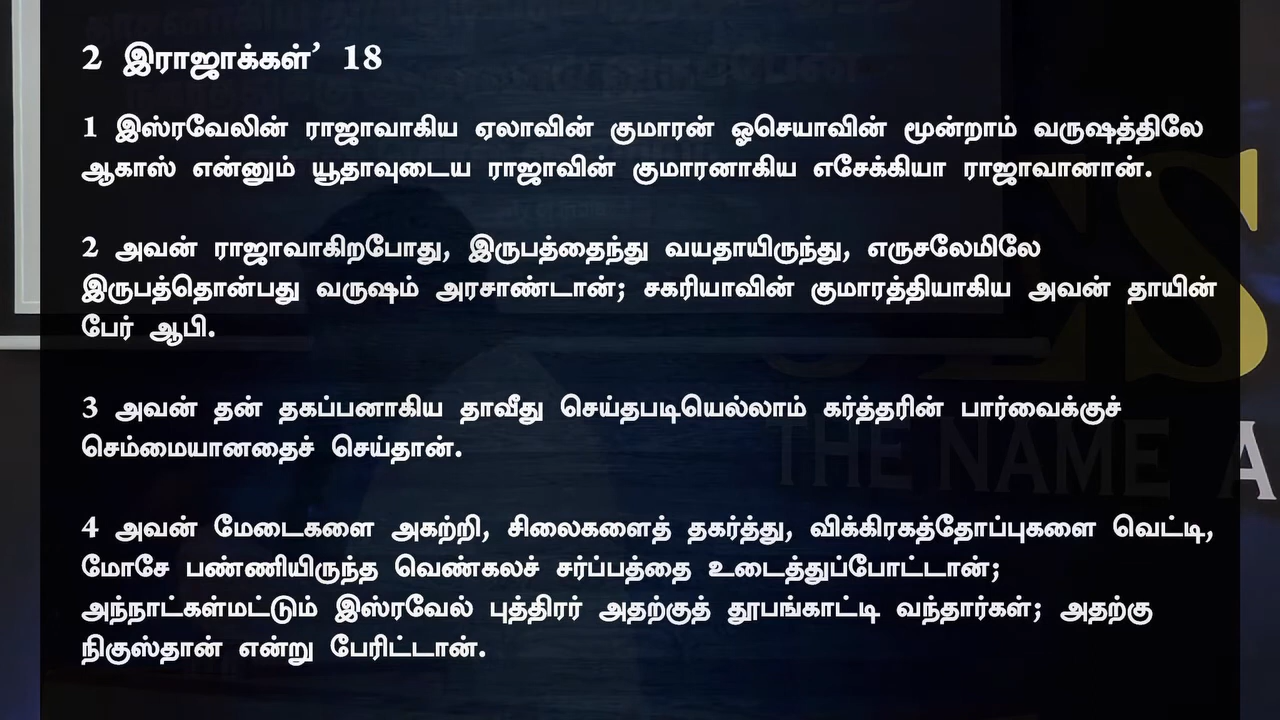 2 இராஜாக்கள்’ 18
1 இஸ்ரவேலின் ராஜாவாகிய ஏலாவின் குமாரன் ஓசெயாவின் மூன்றாம் வருஷத்திலே
ஆகாஸ் என்னும் யூதாவுடைய ராஜாவின் குமாரனாகிய எசேக்கியா ராஜாவானான்.
2 அவன் ராஜாவாகிறபோது, இருபத்தைந்து வயதாயிருந்து, எருசலேமிலே
இருபத்தொன்பது வருஷம் அரசாண்டான்; சகரியாவின் குமாரத்தியாகிய அவன் தாயின்
பேர் ஆபி.
3 அவன் தன் தகப்பனாகிய தாவீது செய்தபடியெல்லாம் கர்த்தரின் பார்வைக்குச்
செம்மையானதைச் செய்தான்.
4 அவன் மேடைகளை அகற்றி, சிலைகளைத் தகர்த்து, விக்கிரகத்தோப்புகளை வெட்டி,
மோசே பண்ணியிருந்த வெண்கலச் சர்ப்பத்தை உடைத்துப்போட்டான்;
அந்நாட்கள்மட்டும் இஸ்ரவேல் புத்திரர் அதற்குத் தூபங்காட்டி வந்தார்கள்; அதற்கு
நிகுஸ்தான் என்று பேரிட்டான்.
THE NAME A